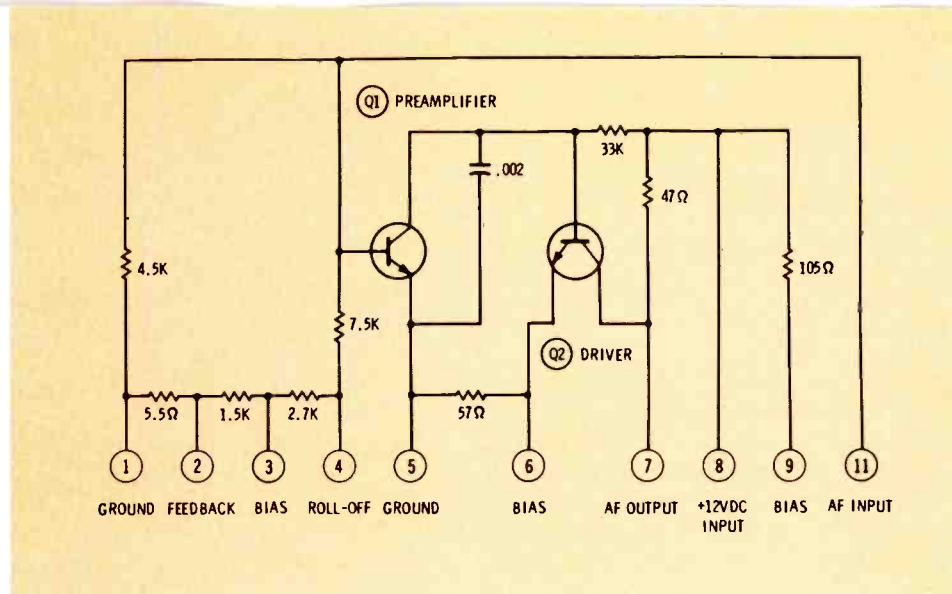 Q1 PREAMPLIFIER
33K
.002
47Ω
4.5K
105Ω
7.5K
Q2 DRIVER
5.5Ω 1.5K 2.7K 57Ω
1 2 3 4 5 6 7 8 9 11
GROUND FEEDBACK BIAS ROLL-OFF GROUND BIAS AF OUTPUT +12VDC INPUT BIAS AF INPUT